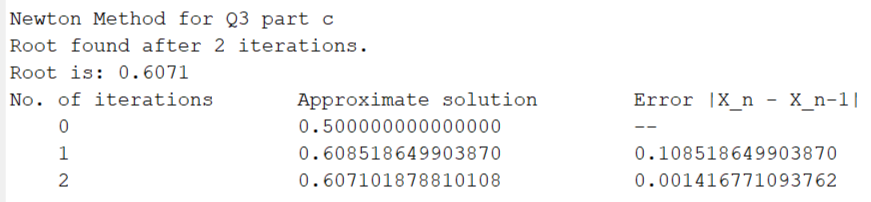 Newton Method for Q3 part c
Root found after 2 iterations.
Root is: 0.6071
No. of iterations Approximate solution Error |X_n - X_n-1|
0 0.500000000000000 --
1 0.608518649903870 0.108518649903870
2 0.607101878810108 0.001416771093762